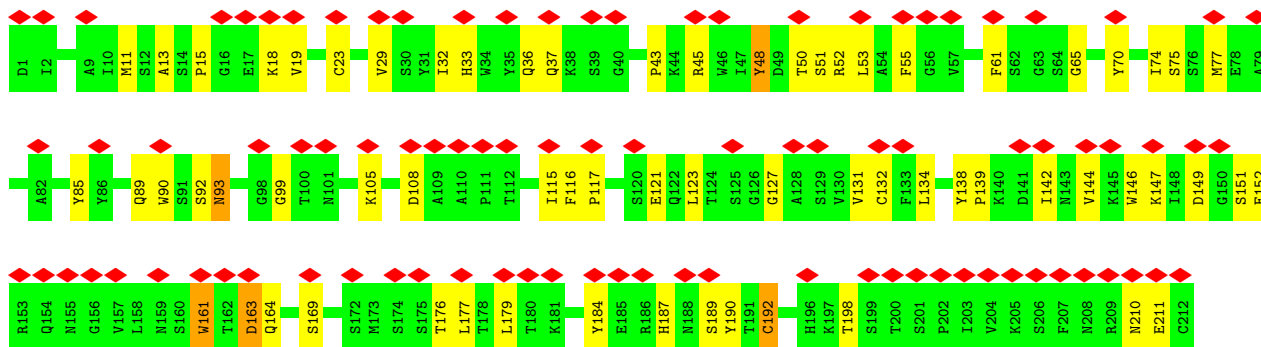 D1 I2 A9 I10 M11 S12 A13 S14 P15 G16 E17 K18 V19 C23 V29 S30 Y31 I32 H33 W34 Y35 Q36 Q37 K38 S39 G40 P43 K44 R45 W46 I47 Y48 D49 T50 S51 R52 L53 A54 F55 G56 V57 F61 S62 G63 S64 G65 Y70 I74 S75 S76 M77 E78 A79
A82 Y85 Y86 Q89 W90 S91 S92 N93 G98 G99 T100 N101 K105 D108 A109 A110 P111 T112 I115 F116 P117 S120 E121 Q122 L123 T124 S125 G126 G127 A128 S129 V130 V131 C132 F133 L134 Y138 P139 K140 D141 I142 N143 V144 K145 W146 K147 I148 D149 G150 S151 E152
R153 Q154 N155 G156 V157 L158 N159 S160 W161 T162 D163 Q164 S169 S172 M173 S174 S175 T176 L177 T178 L179 T180 K181 Y184 E185 R186 H187 N188 S189 Y190 T191 C192 H196 K197 T198 S199 T200 S201 P202 I203 V204 K205 S206 F207 N208 R209 N210 E211 C212